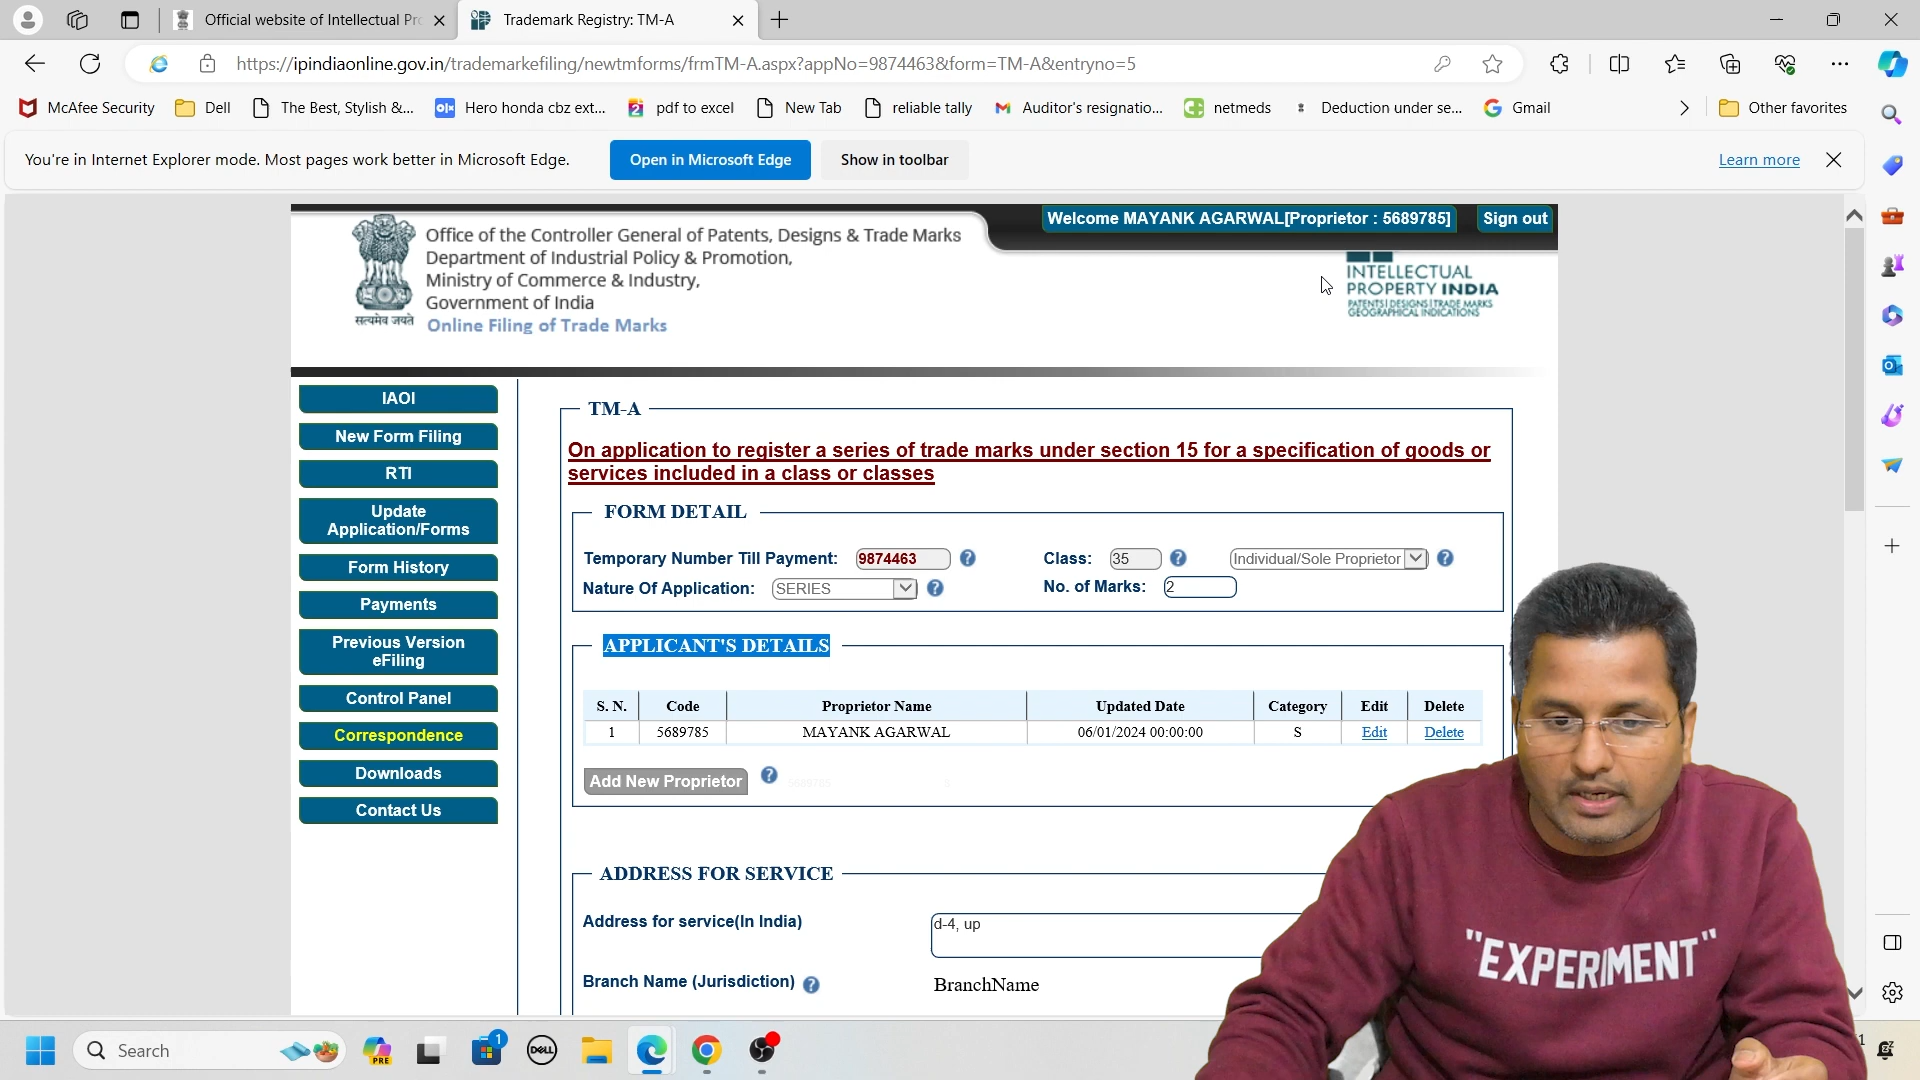 Official website of Intellectual Pr
Trademark Registry: TM-A
https://ipindiaonline.gov.in/trademarkefiling/newtmforms/frmTM-A.aspx?appNo=9874463&form=TM-A&entryno=5
McAfee Security
Dell
The Best, Stylish &...
Hero honda cbz ext...
pdf to excel
New Tab
reliable tally
Auditor's resignatio...
netmeds
Deduction under se...
Gmail
Other favorites
You're in Internet Explorer mode. Most pages work better in Microsoft Edge.
Open in Microsoft Edge
Show in toolbar
Learn more
Welcome MAYANK AGARWAL[Proprietor : 5689785]
Sign out
Office of the Controller General of Patents, Designs & Trade Marks
Department of Industrial Policy & Promotion,
Ministry of Commerce & Industry,
Government of India
Online Filing of Trade Marks
सत्यमेव जयते
INTELLECTUAL
PROPERTY INDIA
PATENTS | DESIGNS | TRADE MARKS
GEOGRAPHICAL INDICATIONS
IAOI
New Form Filing
RTI
Update
Application/Forms
Form History
Payments
Previous Version
eFiling
Control Panel
Correspondence
Downloads
Contact Us
TM-A
On application to register a series of trade marks under section 15 for a specification of goods or
services included in a class or classes
FORM DETAIL
Temporary Number Till Payment: 9874463
Class: 35
Individual/Sole Proprietor
Nature Of Application: SERIES
No. of Marks: 2
APPLICANT'S DETAILS
S. N. Code Proprietor Name Updated Date Category Edit Delete
1 5689785 MAYANK AGARWAL 06/01/2024 00:00:00 S Edit Delete
Add New Proprietor
5689785
ADDRESS FOR SERVICE
Address for service(In India)
d-4, up
Branch Name (Jurisdiction)
BranchName
"EXPERIMENT"
Search
PRE
1
DELL
1